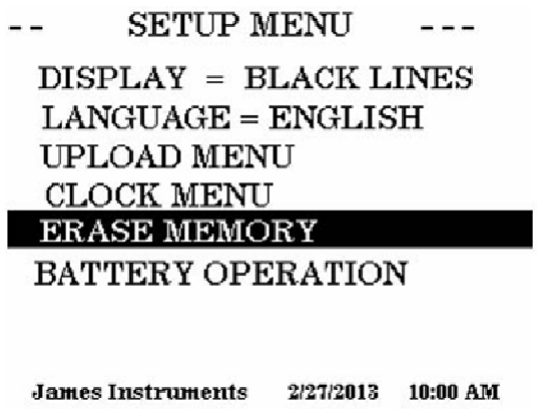 -- SETUP MENU ---
DISPLAY = BLACK LINES
LANGUAGE = ENGLISH
UPLOAD MENU
CLOCK MENU
ERASE MEMORY
BATTERY OPERATION
James Instruments 2/27/2013 10:00 AM